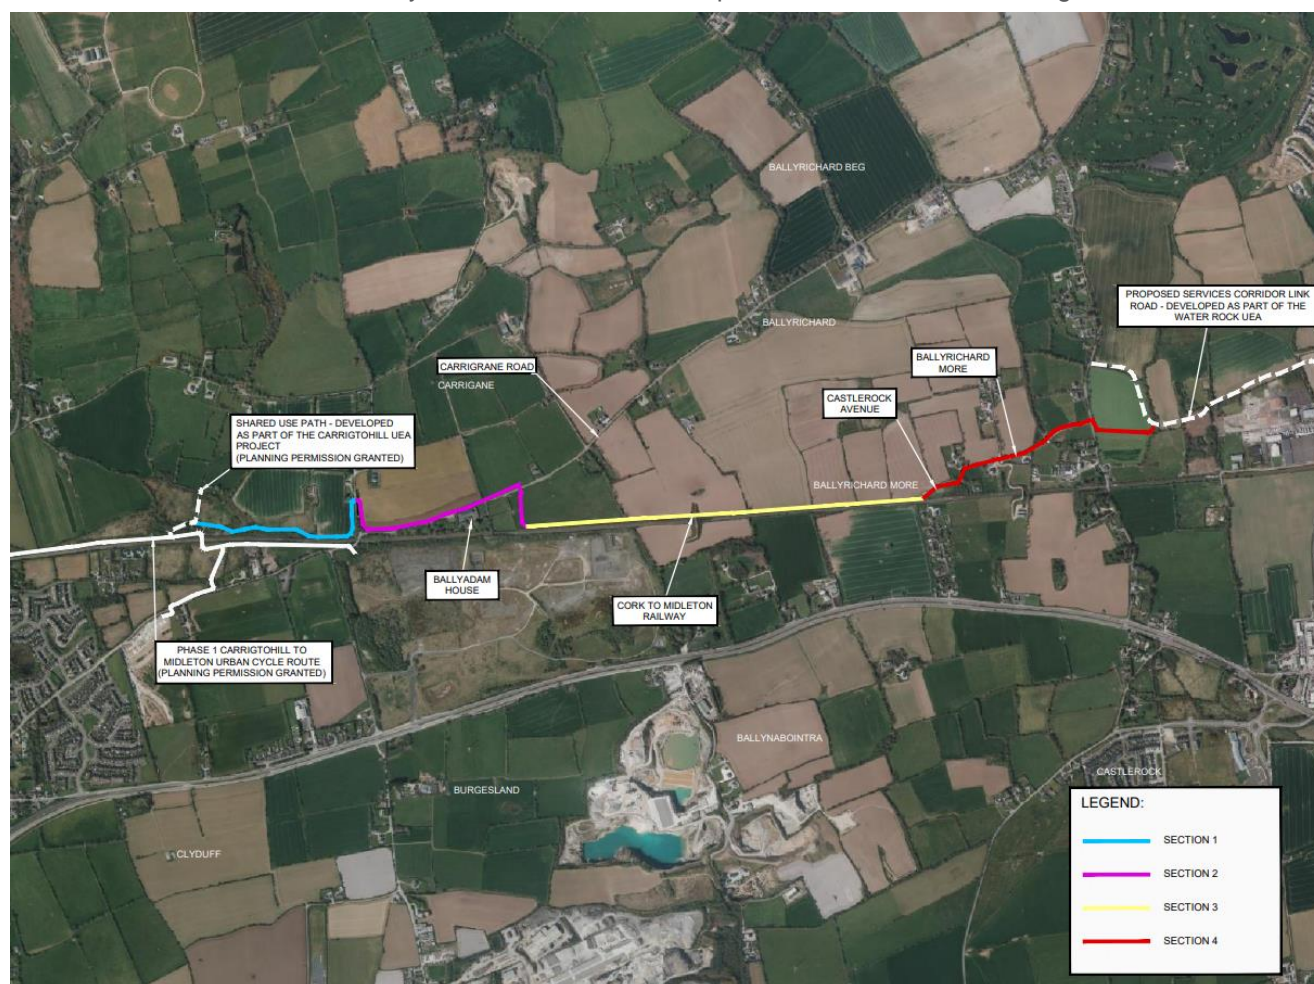 BALLYRICHARD BEG
PROPOSED SERVICES CORRIDOR LINK
ROAD - DEVELOPED AS PART OF THE
WATER ROCK UEA
BALLYRICHARD
BALLYRICHARD
MORE
CARRIGRANE ROAD
CARRIGANE
CASTLEROCK
AVENUE
SHARED USE PATH - DEVELOPED
AS PART OF THE CARRIGTOHILL UEA
PROJECT
(PLANNING PERMISSION GRANTED)
BALLYRICHARD MORE
BALLYADAM
HOUSE
CORK TO MIDLETON
RAILWAY
PHASE 1 CARRIGTOHILL TO
MIDLETON URBAN CYCLE ROUTE
(PLANNING PERMISSION GRANTED)
BALLYNABOINTRA
CASTLEROCK
BURGESLAND
CLYDUFF
LEGEND:
SECTION 1
SECTION 2
SECTION 3
SECTION 4